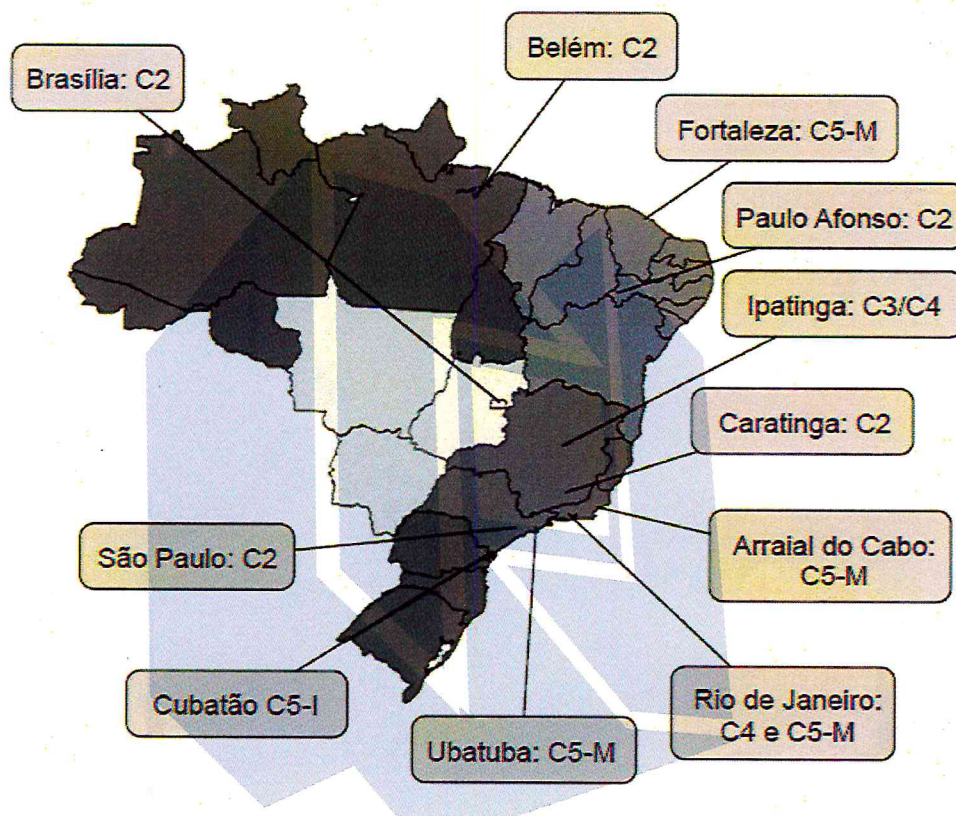 Belém: C2
Brasília: C2
Fortaleza: C5-M
Paulo Afonso: C2
Ipatinga: C3/C4
Caratinga: C2
São Paulo: C2
Arraial do Cabo:
C5-M
Cubatão C5-I
Rio de Janeiro:
C4 e C5-M
Ubatuba: C5-M